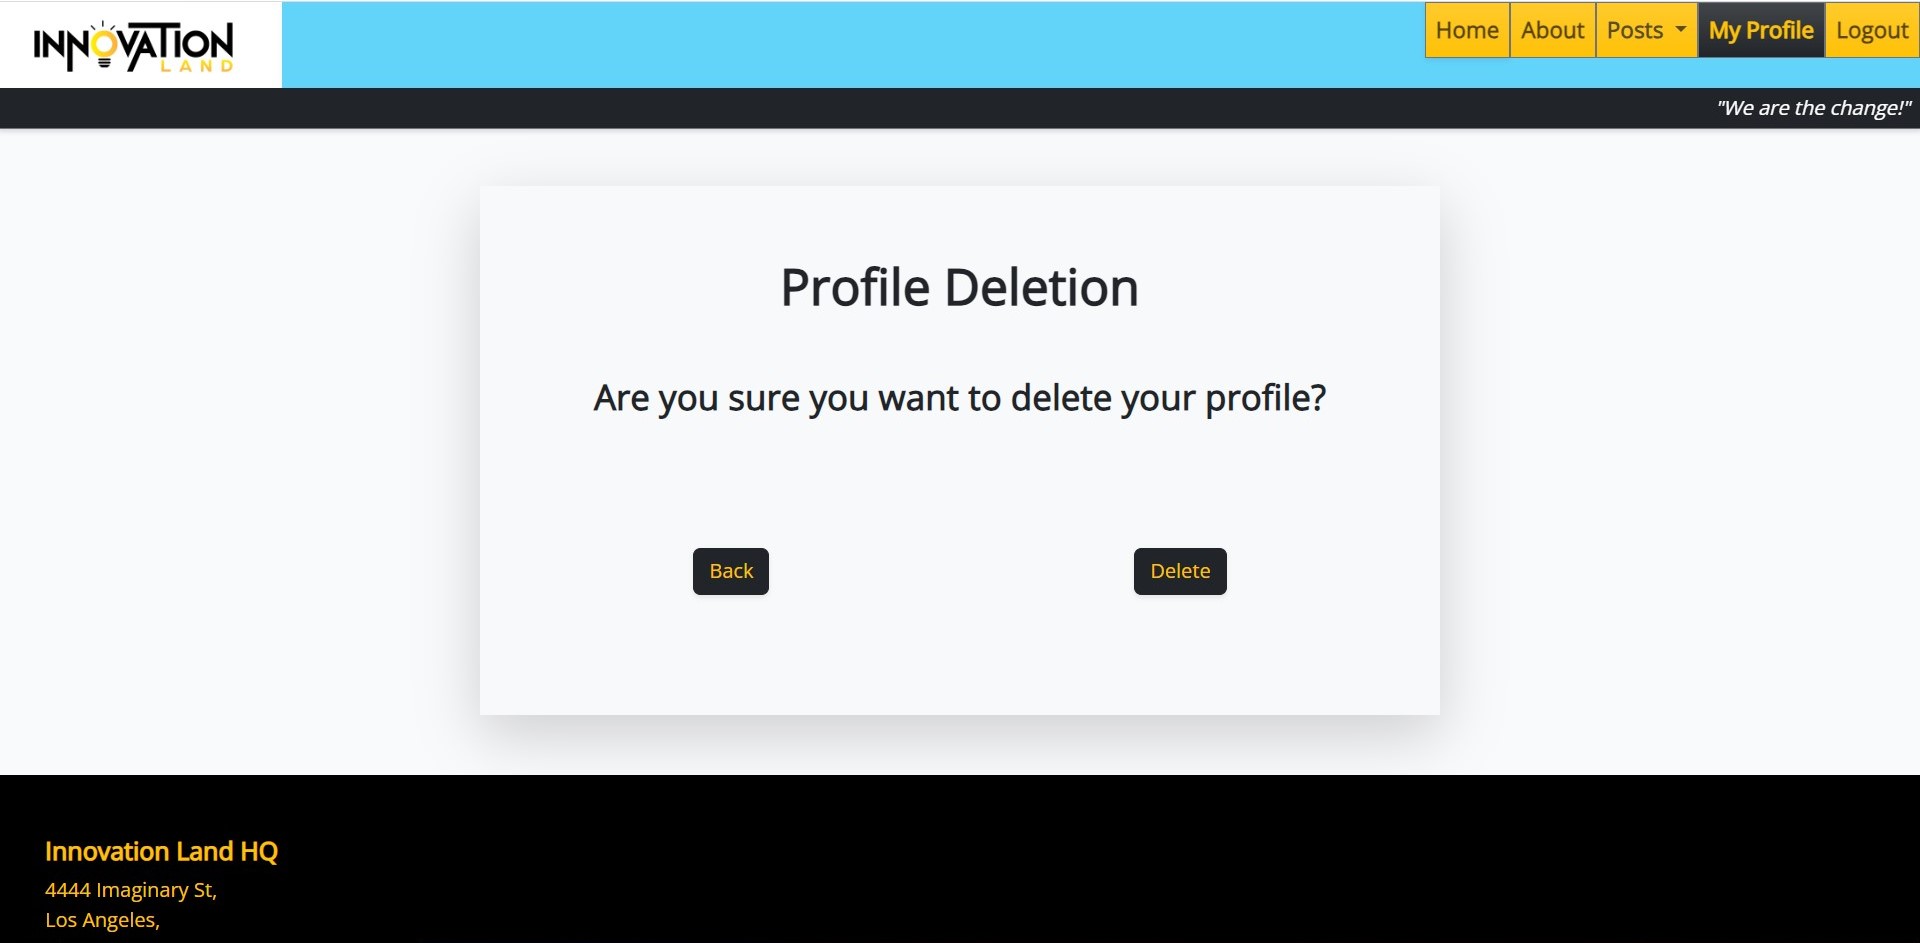 INNOVATION
LAND
Home About Posts My Profile Logout
"We are the change!"
Profile Deletion
Are you sure you want to delete your profile?
Back Delete
Innovation Land HQ
4444 Imaginary St,
Los Angeles,